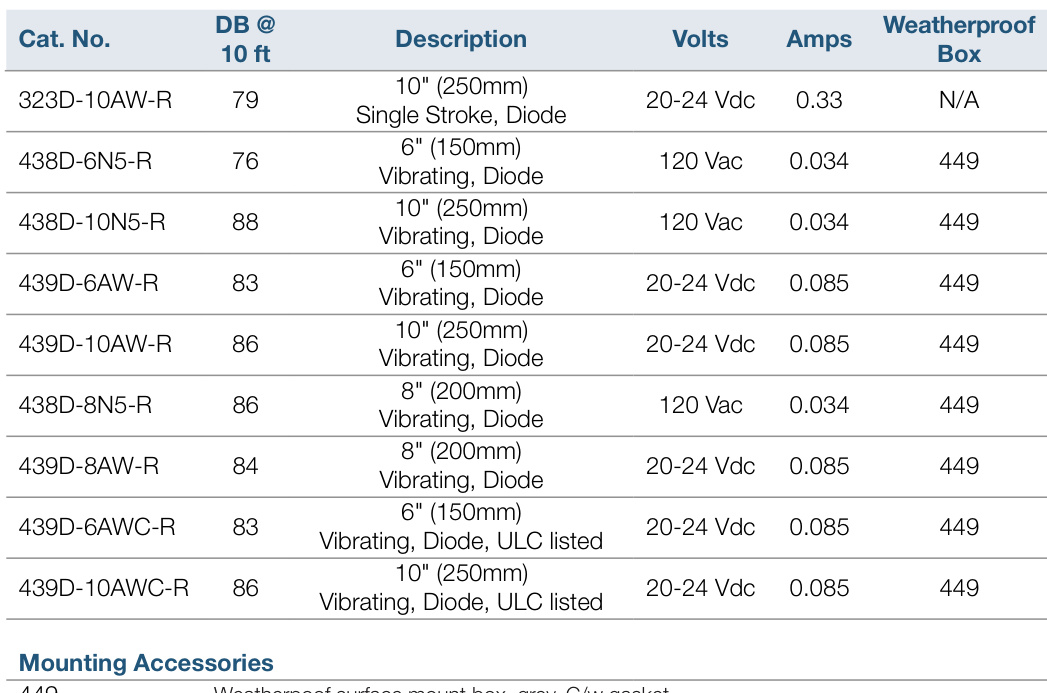 Cat. No. DB @ 10 ft Description Volts Amps Weatherproof Box
323D-10AW-R 79 10" (250mm) Single Stroke, Diode 20-24 Vdc 0.33 N/A
438D-6N5-R 76 6" (150mm) Vibrating, Diode 120 Vac 0.034 449
438D-10N5-R 88 10" (250mm) Vibrating, Diode 120 Vac 0.034 449
439D-6AW-R 83 6" (150mm) Vibrating, Diode 20-24 Vdc 0.085 449
439D-10AW-R 86 10" (250mm) Vibrating, Diode 20-24 Vdc 0.085 449
438D-8N5-R 86 8" (200mm) Vibrating, Diode 120 Vac 0.034 449
439D-8AW-R 84 8" (200mm) Vibrating, Diode 20-24 Vdc 0.085 449
439D-6AWC-R 83 6" (150mm) Vibrating, Diode, ULC listed 20-24 Vdc 0.085 449
439D-10AWC-R 86 10" (250mm) Vibrating, Diode, ULC listed 20-24 Vdc 0.085 449
Mounting Accessories
449 Weatherproof surface mount box, grey, C/w gasket